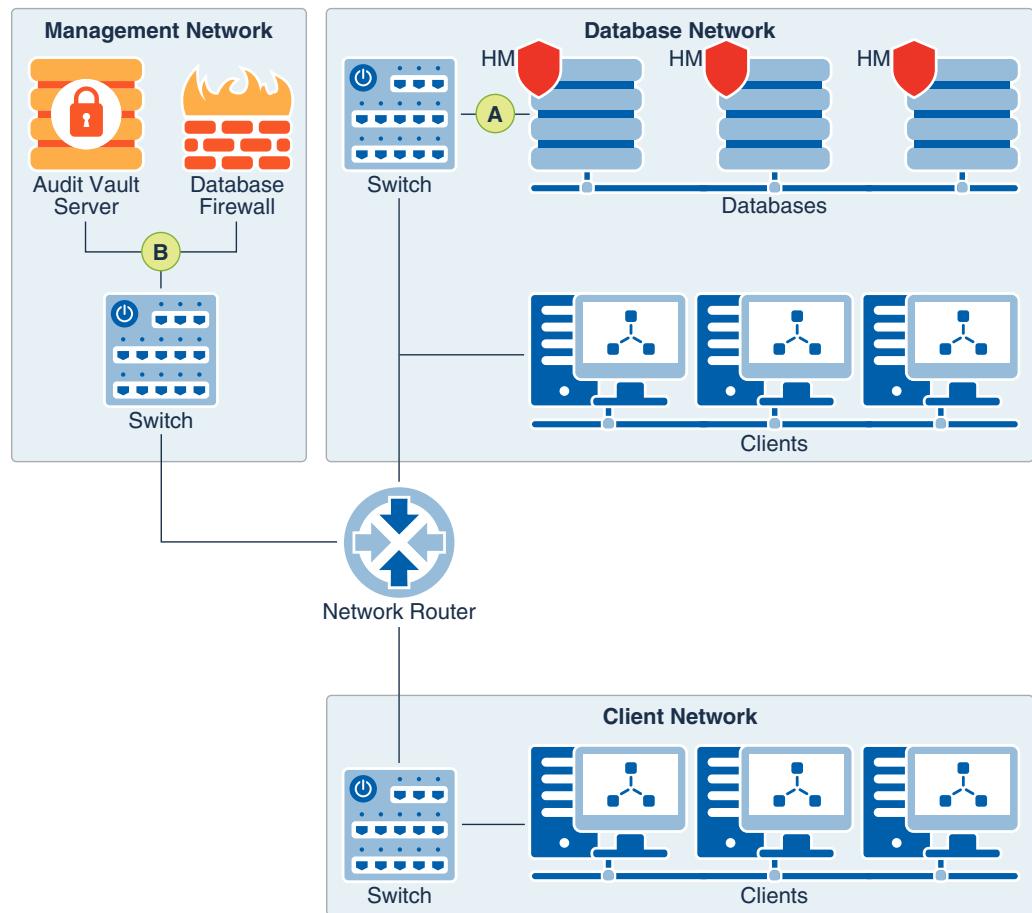 Management Network
Audit Vault
Server
Database
Firewall
B
Switch
Database Network
HM
HM
HM
A
Switch
Databases
Clients
Network Router
Client Network
Switch
Clients